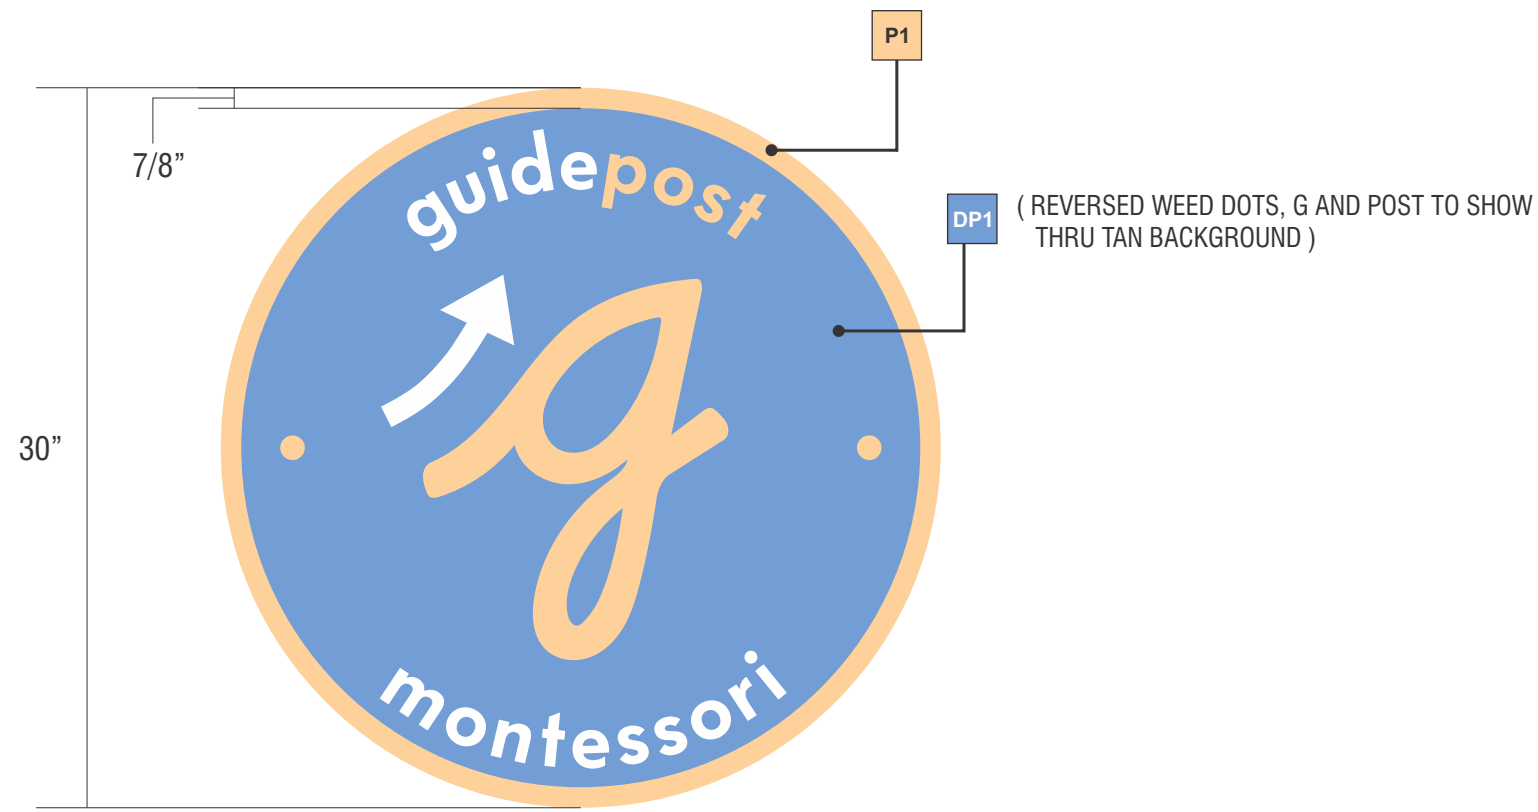 P1
7/8”
guidepost
DP1
( REVERSED WEED DOTS, G AND POST TO SHOW
THRU TAN BACKGROUND )
g
30”
montessori